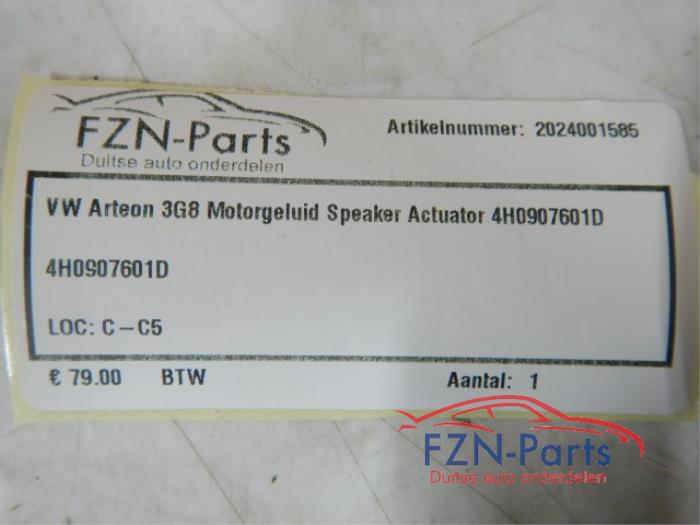 FZN-Parts
Duitse auto onderdelen
Artikelnummer: 2024001585
VW Arteon 3G8 Motorgeluid Speaker Actuator 4H0907601D
4H0907601D
LOC: C - C5
€ 79.00 BTW Aantal: 1
FZN-Parts
Duitse auto onderdelen